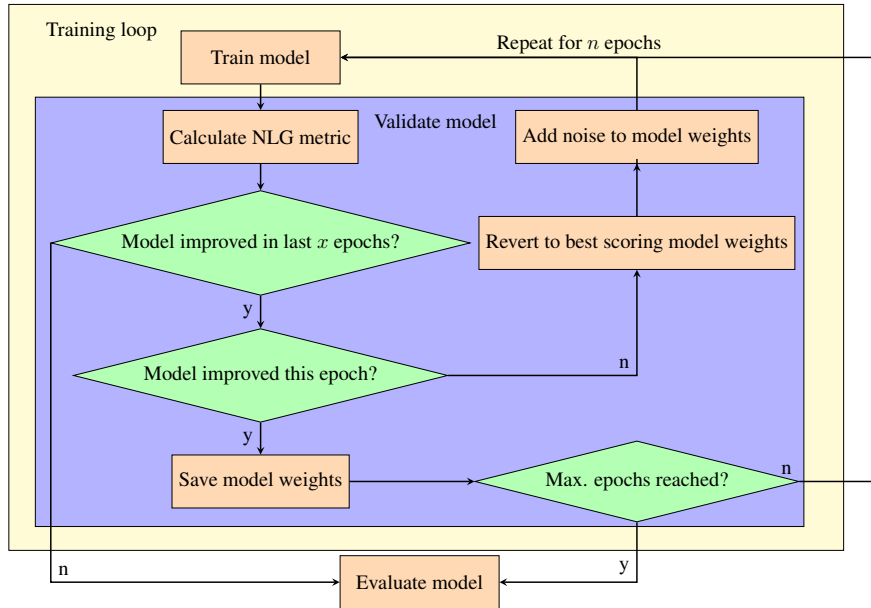 Training loop
Repeat for n epochs
Train model
Calculate NLG metric
Validate model
Add noise to model weights
Model improved in last x epochs?
Revert to best scoring model weights
y
Model improved this epoch?
n
y
Save model weights
Max. epochs reached?
n
n
Evaluate model
y